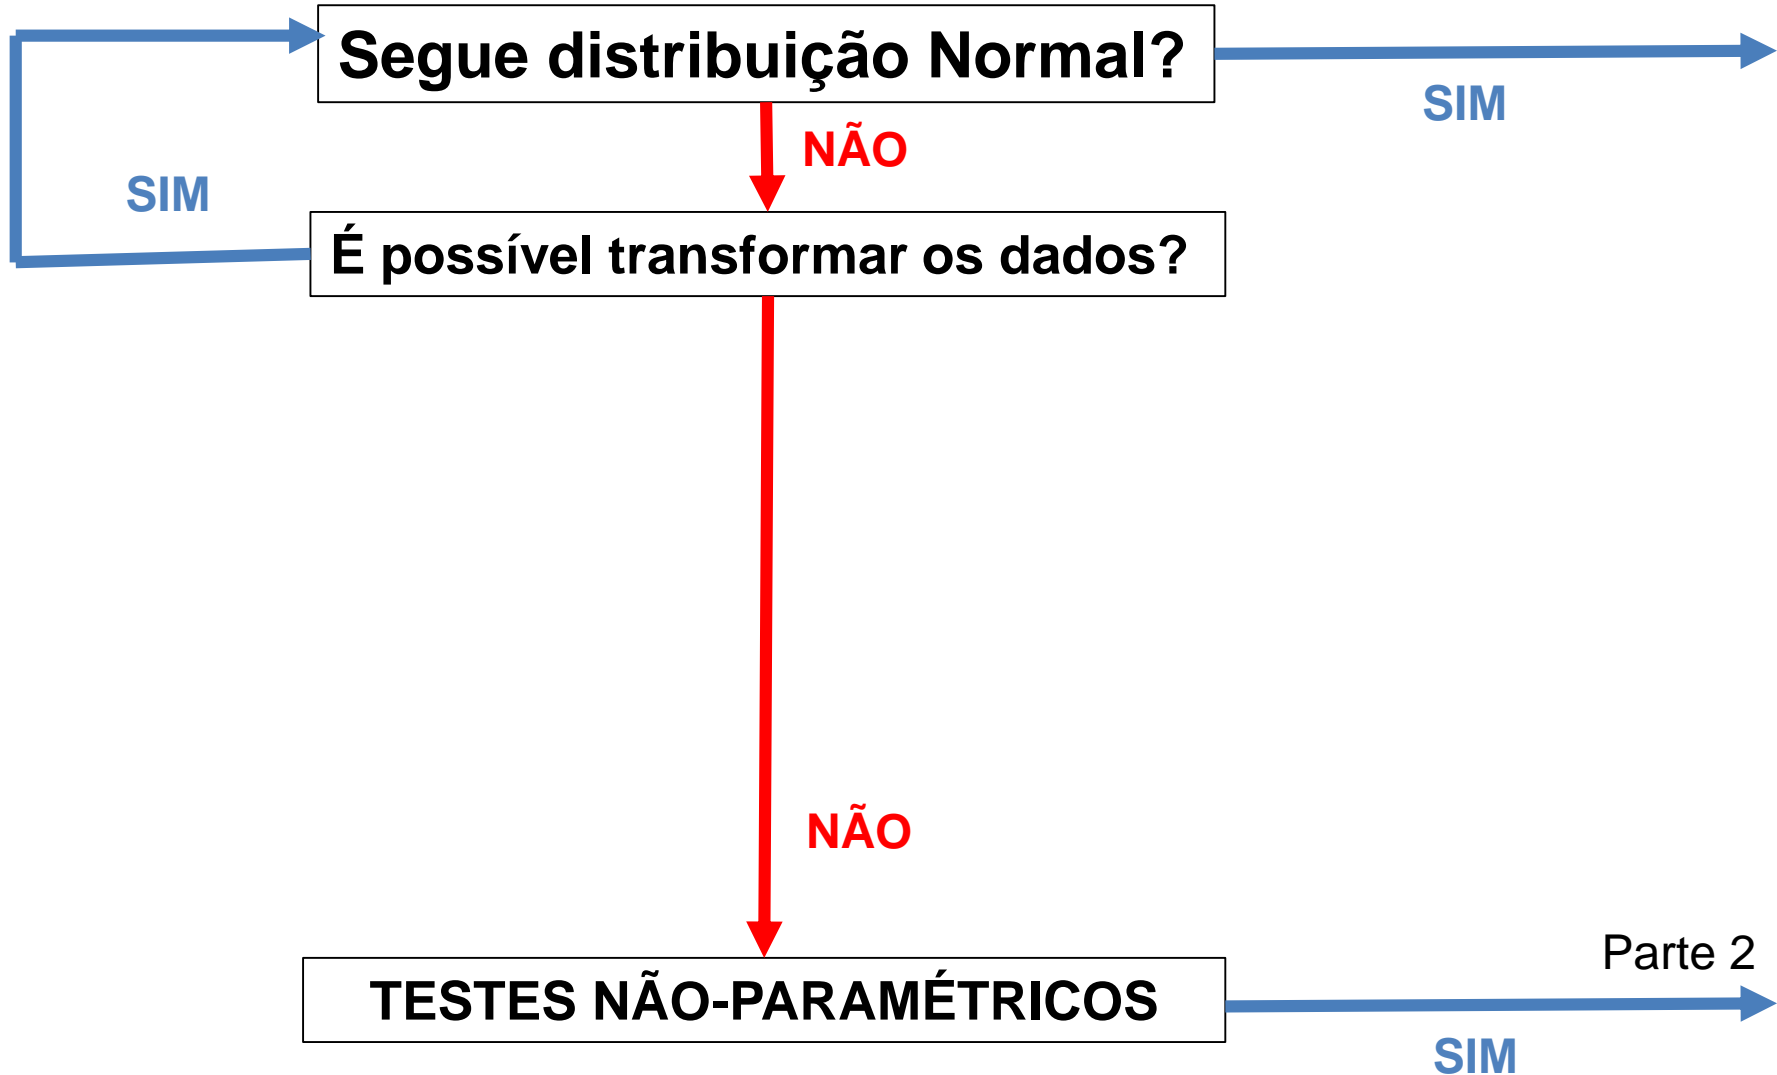 Segue distribuição Normal?
SIM
NÃO
SIM
É possível transformar os dados?
NÃO
Parte 2
TESTES NÃO-PARAMÉTRICOS
SIM